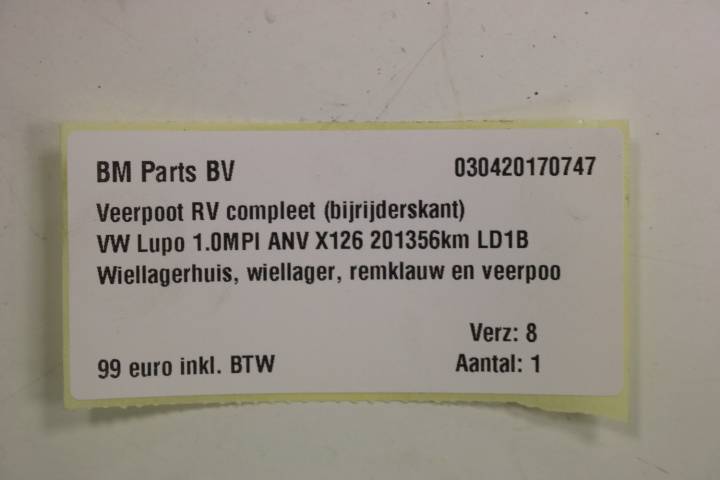 BM Parts BV 030420170747
Veerpoot RV compleet (bijrijderskant)
VW Lupo 1.0MPI ANV X126 201356km LD1B
Wiellagerhuis, wiellager, remklauw en veerpoo
Verz: 8
99 euro inkl. BTW Aantal: 1